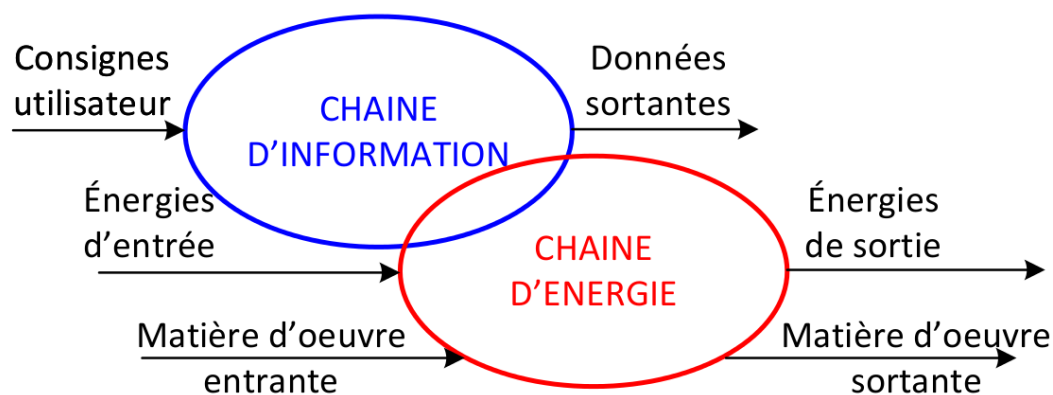 Consignes
utilisateur
CHAINE
D'INFORMATION
Données
sortantes
Énergies
d'entrée
CHAINE
D'ENERGIE
Énergies
de sortie
Matière d'oeuvre
entrante
Matière d'oeuvre
sortante